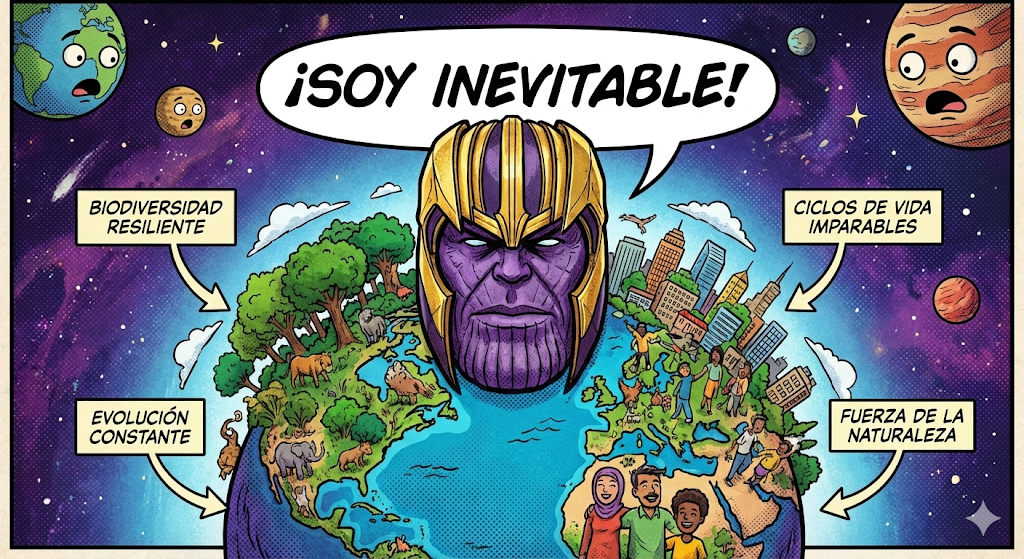 ¡SOY INEVITABLE!
BIODIVERSIDAD
RESILIENTE
CICLOS DE VIDA
IMPARABLES
EVOLUCIÓN
CONSTANTE
FUERZA DE LA
NATURALEZA